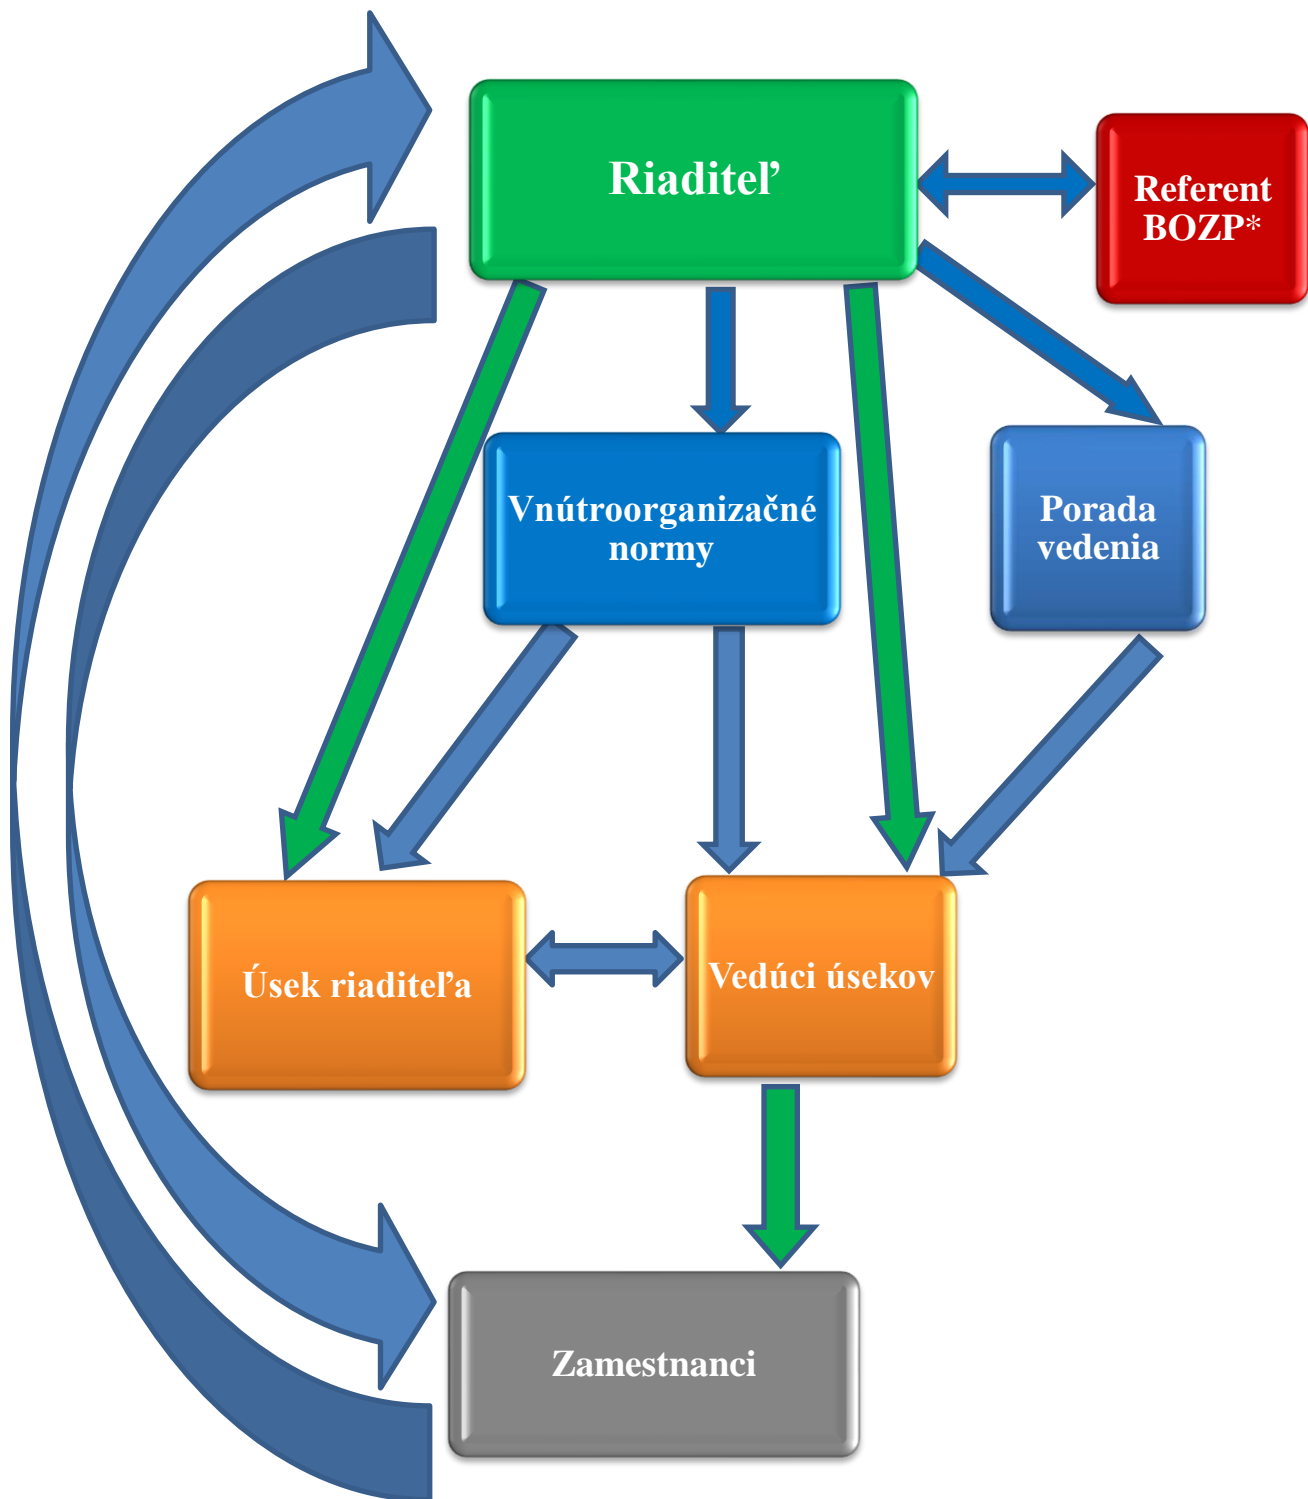 Riaditeľ
Referent
BOZP*
Vnútroorganizačné
normy
Porada
vedenia
Úsek riaditeľa
Vedúci úsekov
Zamestnanci